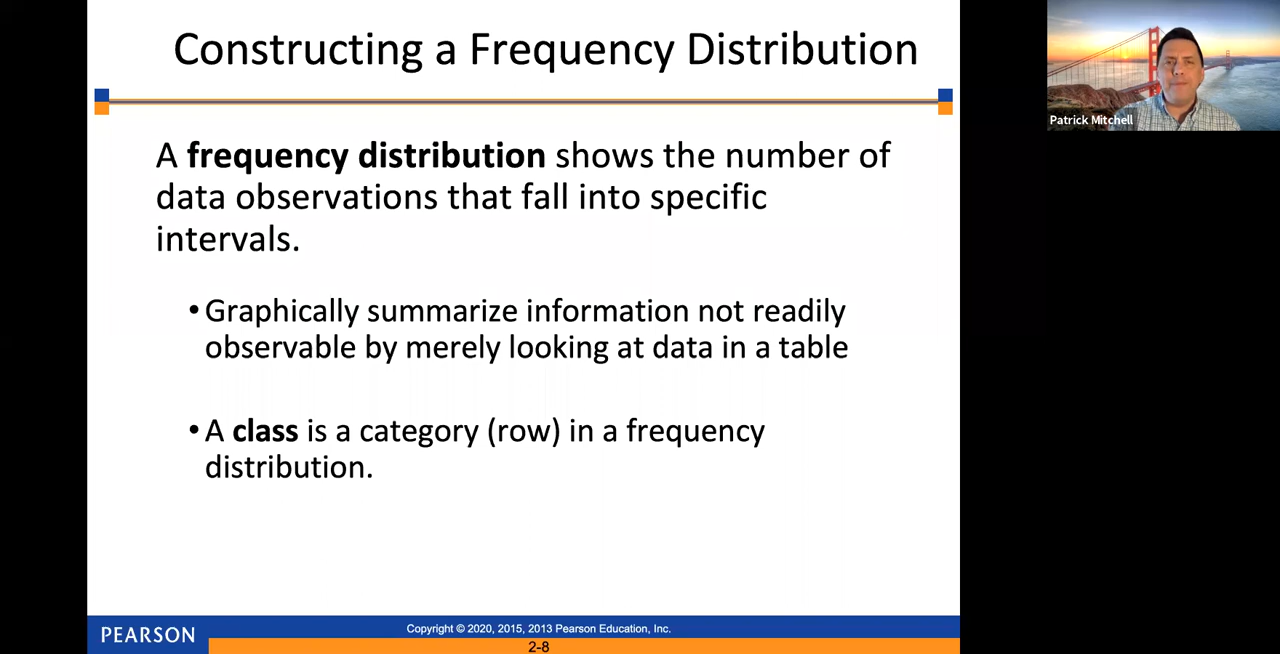 Constructing a Frequency Distribution
Patrick Mitchell
A frequency distribution shows the number of
data observations that fall into specific
intervals.
•Graphically summarize information not readily
observable by merely looking at data in a table
•A class is a category (row) in a frequency
distribution.
PEARSON
Copyright © 2020, 2015, 2013 Pearson Education, Inc.
2-8